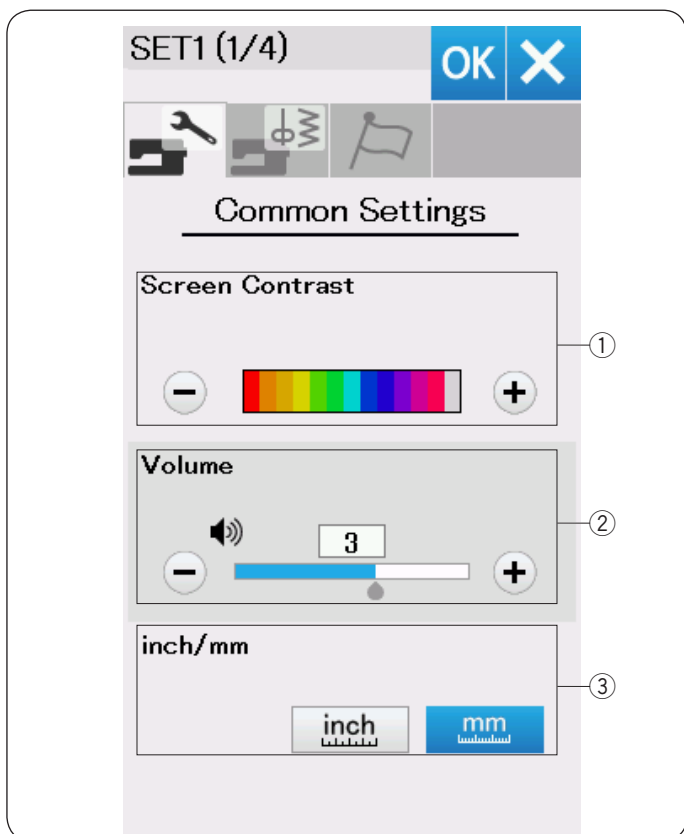 SET1 (1/4)
OK
Common Settings
Screen Contrast
− +
①
Volume
3
− +
②
inch/mm
inch mm
③